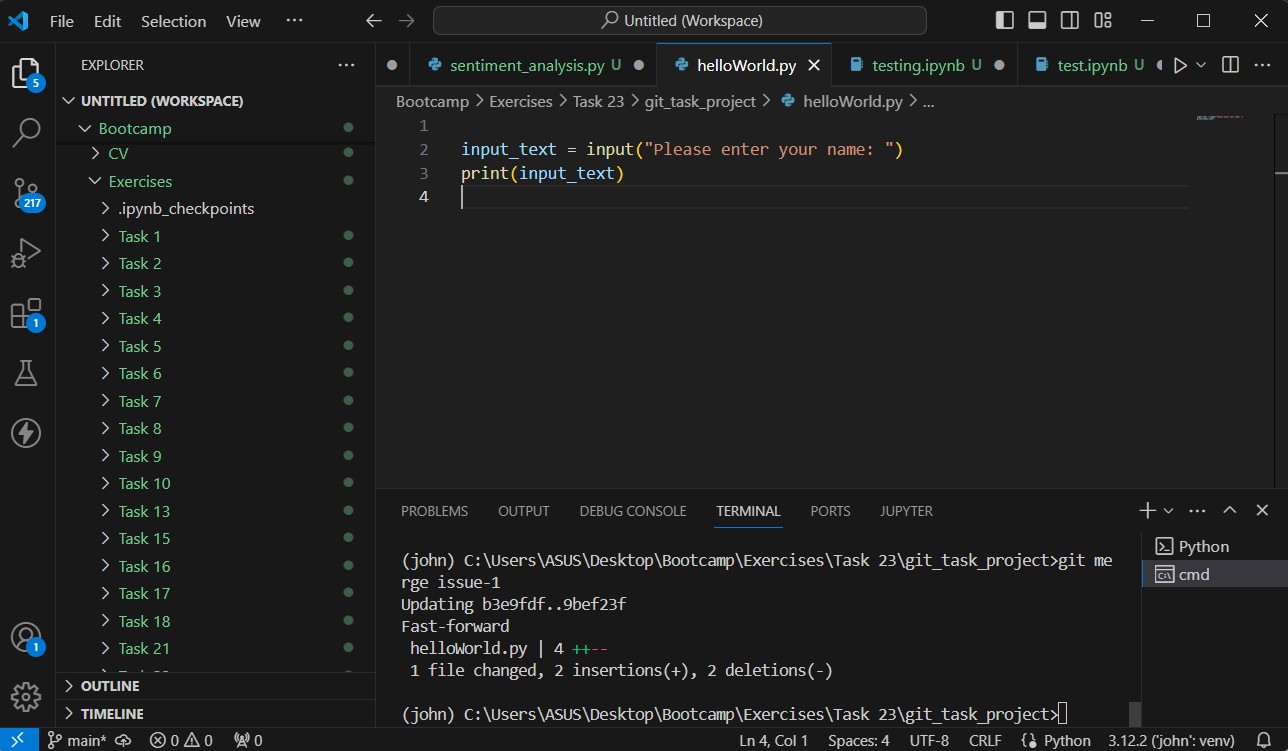 File Edit Selection View ··· Untitled (Workspace)
EXPLORER
UNTITLED (WORKSPACE)
Bootcamp
CV
Exercises
.ipynb_checkpoints
Task 1
Task 2
Task 3
Task 4
Task 5
Task 6
Task 7
Task 8
Task 9
Task 10
Task 13
Task 15
Task 16
Task 17
Task 18
Task 21
OUTLINE
TIMELINE
5
217
1
1
sentiment_analysis.py U helloWorld.py testing.ipynb U test.ipynb U
Bootcamp > Exercises > Task 23 > git_task_project > helloWorld.py > ...
1
2 input_text = input("Please enter your name: ")
3 print(input_text)
4
PROBLEMS OUTPUT DEBUG CONSOLE TERMINAL PORTS JUPYTER
(john) C:\Users\ASUS\Desktop\Bootcamp\Exercises\Task 23\git_task_project>git me
rge issue-1
Updating b3e9fdf..9bef23f
Fast-forward
helloWorld.py | 4 ++--
1 file changed, 2 insertions(+), 2 deletions(-)
(john) C:\Users\ASUS\Desktop\Bootcamp\Exercises\Task 23\git_task_project>
Python
cmd
main* 0 0 0 Ln 4, Col 1 Spaces: 4 UTF-8 CRLF Python 3.12.2 ('john': venv)